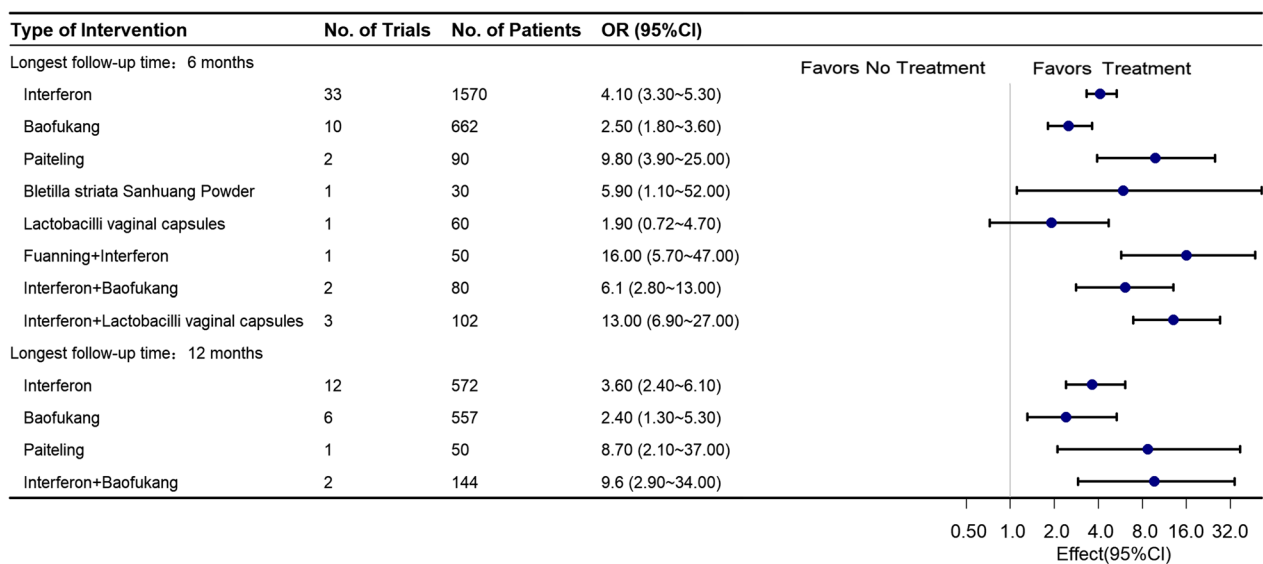 Type of Intervention No. of Trials No. of Patients OR (95%CI)
Longest follow-up time：6 months Favors No Treatment Favors Treatment
Interferon 33 1570 4.10 (3.30~5.30)
Baofukang 10 662 2.50 (1.80~3.60)
Paiteling 2 90 9.80 (3.90~25.00)
Bletilla striata Sanhuang Powder 1 30 5.90 (1.10~52.00)
Lactobacilli vaginal capsules 1 60 1.90 (0.72~4.70)
Fuanning+Interferon 1 50 16.00 (5.70~47.00)
Interferon+Baofukang 2 80 6.1 (2.80~13.00)
Interferon+Lactobacilli vaginal capsules 3 102 13.00 (6.90~27.00)
Longest follow-up time：12 months
Interferon 12 572 3.60 (2.40~6.10)
Baofukang 6 557 2.40 (1.30~5.30)
Paiteling 1 50 8.70 (2.10~37.00)
Interferon+Baofukang 2 144 9.6 (2.90~34.00)
0.50 1.0 2.0 4.0 8.0 16.0 32.0
Effect(95%CI)